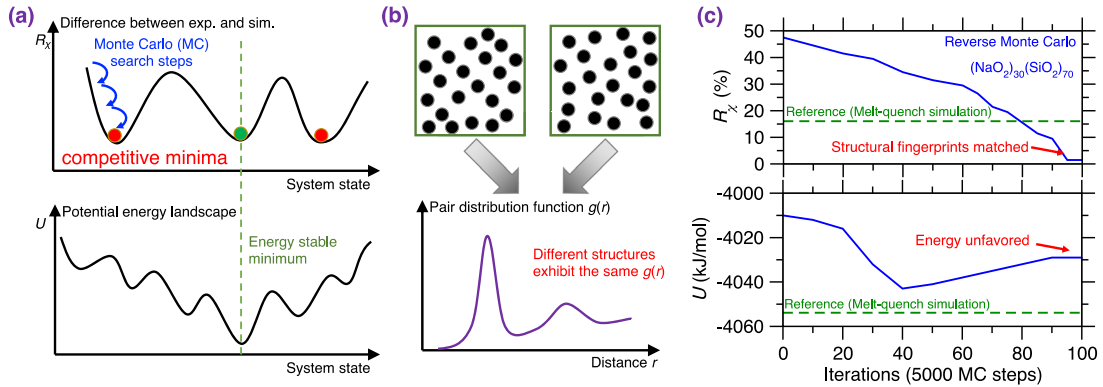 (a)
Difference between exp. and sim.
Rχ
Monte Carlo (MC)
search steps
competitive minima
System state
U
Potential energy landscape
Energy stable
minimum
System state
(b)
Pair distribution function g(r)
Different structures
exhibit the same g(r)
Distance r
(c)
50
40
30
20
10
0
Rχ (%)
Reverse Monte Carlo
(NaO2)30(SiO2)70
Reference (Melt-quench simulation)
Structural fingerprints matched
-4000
-4020
-4040
-4060
U (kJ/mol)
Energy unfavored
Reference (Melt-quench simulation)
0 20 40 60 80 100
Iterations (5000 MC steps)